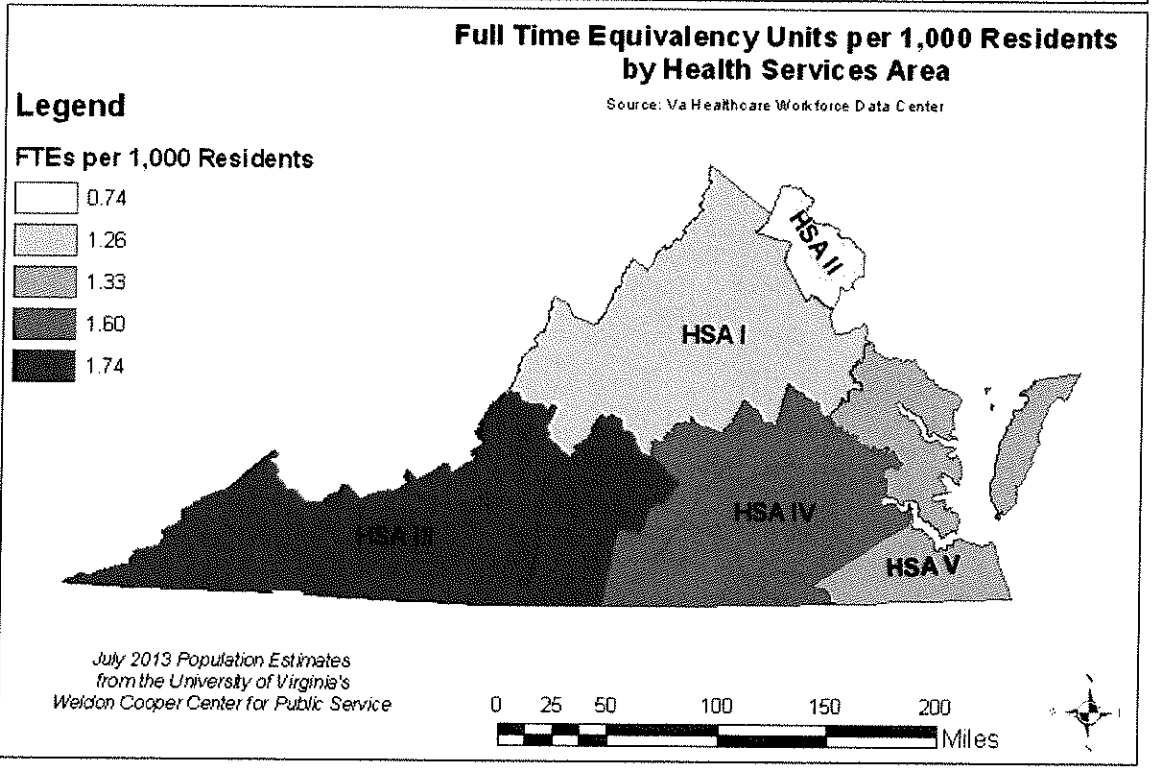 Full Time Equivalency Units per 1,000 Residents
by Health Services Area
Source: Va Healthcare Workforce Data Center
Legend
FTEs per 1,000 Residents
0.74
1.26
1.33
1.60
1.74
HSA II
HSA I
HSA IV
HSA III
HSA V
July 2013 Population Estimates
from the University of Virginia's
Weldon Cooper Center for Public Service
0 25 50 100 150 200
Miles